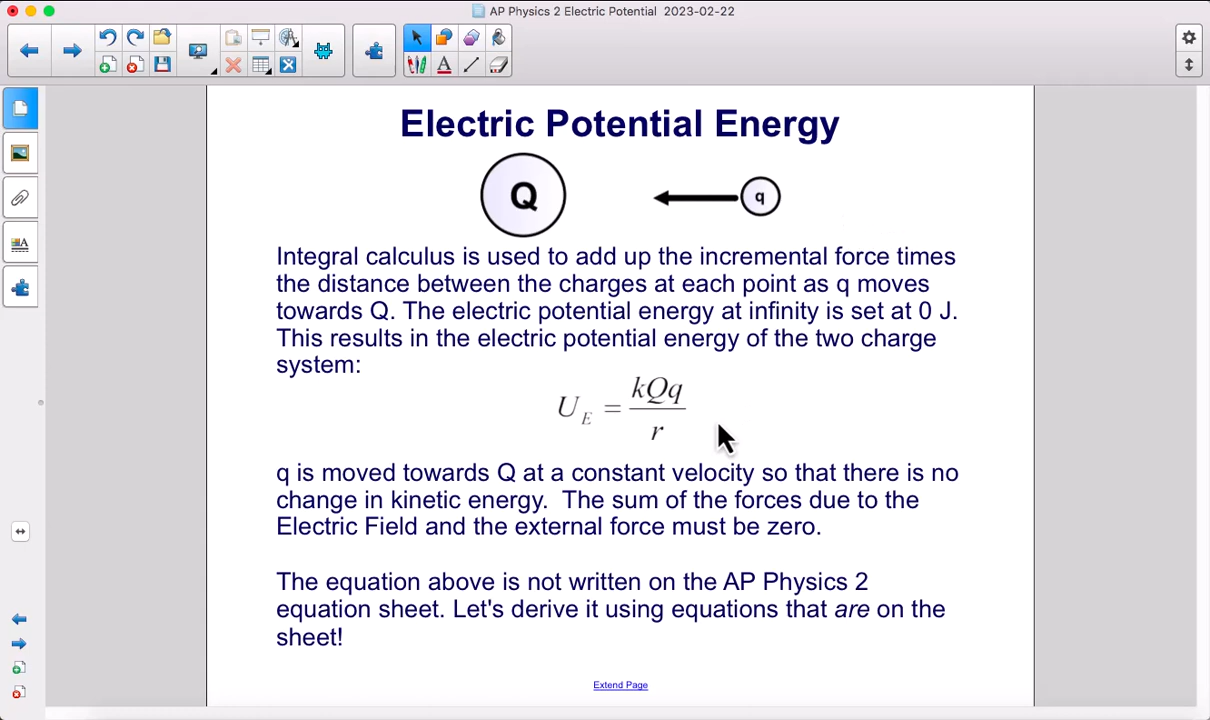 AP Physics 2 Electric Potential  2023-02-22
Electric Potential Energy
Q
q
Integral calculus is used to add up the incremental force times
the distance between the charges at each point as q moves
towards Q. The electric potential energy at infinity is set at 0 J.
This results in the electric potential energy of the two charge
system:
U_E = kQq / r
q is moved towards Q at a constant velocity so that there is no
change in kinetic energy.  The sum of the forces due to the
Electric Field and the external force must be zero.
The equation above is not written on the AP Physics 2
equation sheet. Let's derive it using equations that are on the
sheet!
Extend Page